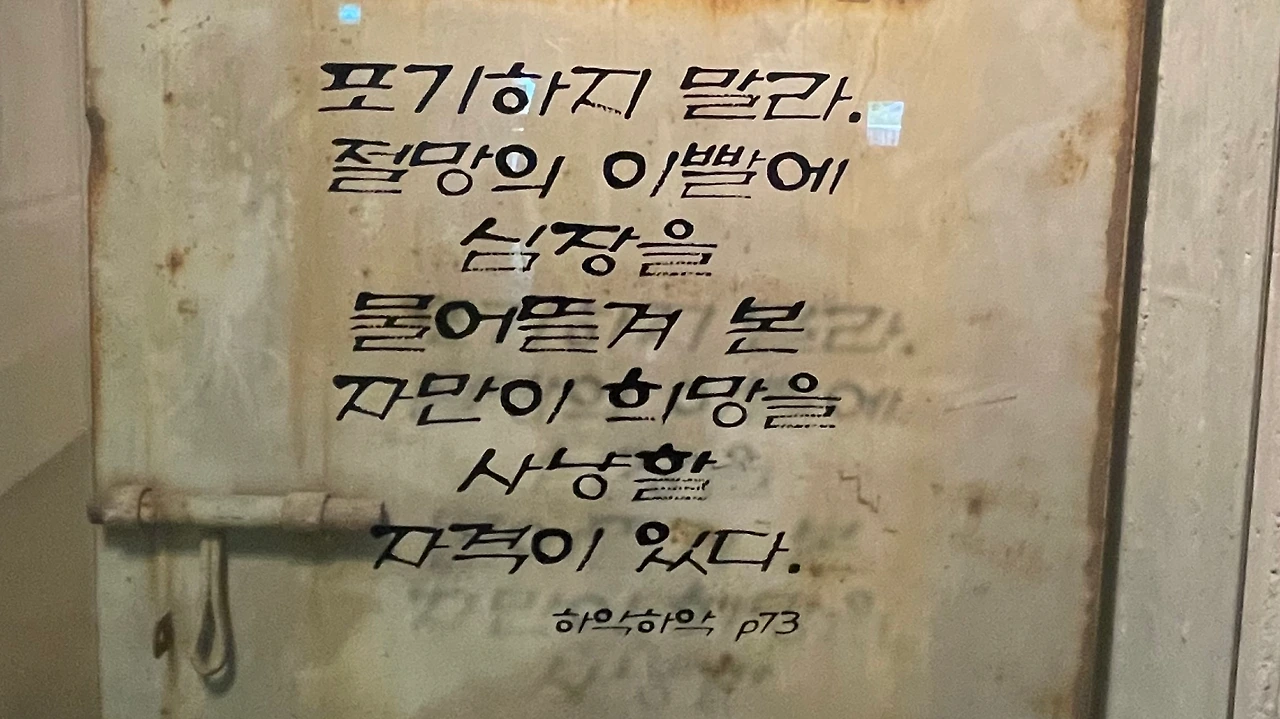 포기하지 말라.
절망의 이빨에
심장을
물어뜯겨 본
자만이 희망을
사냥할
자격이 있다.
하악하악 p73